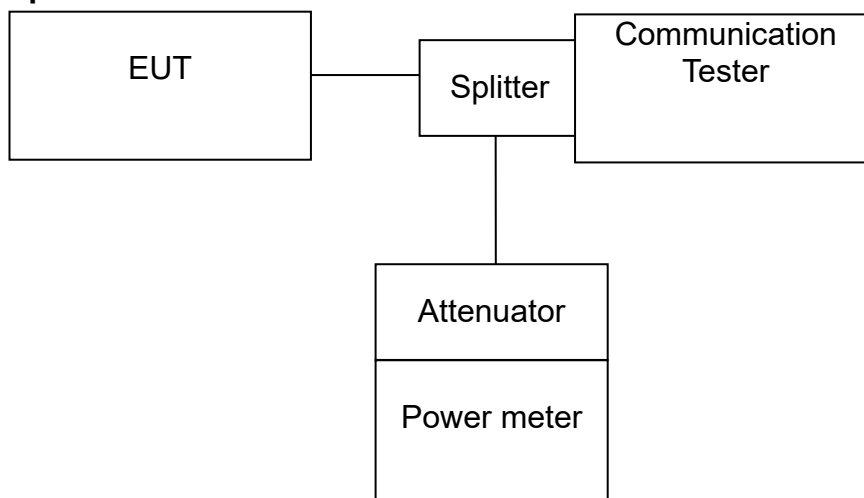 EUT
Splitter
Communication
Tester
Attenuator
Power meter